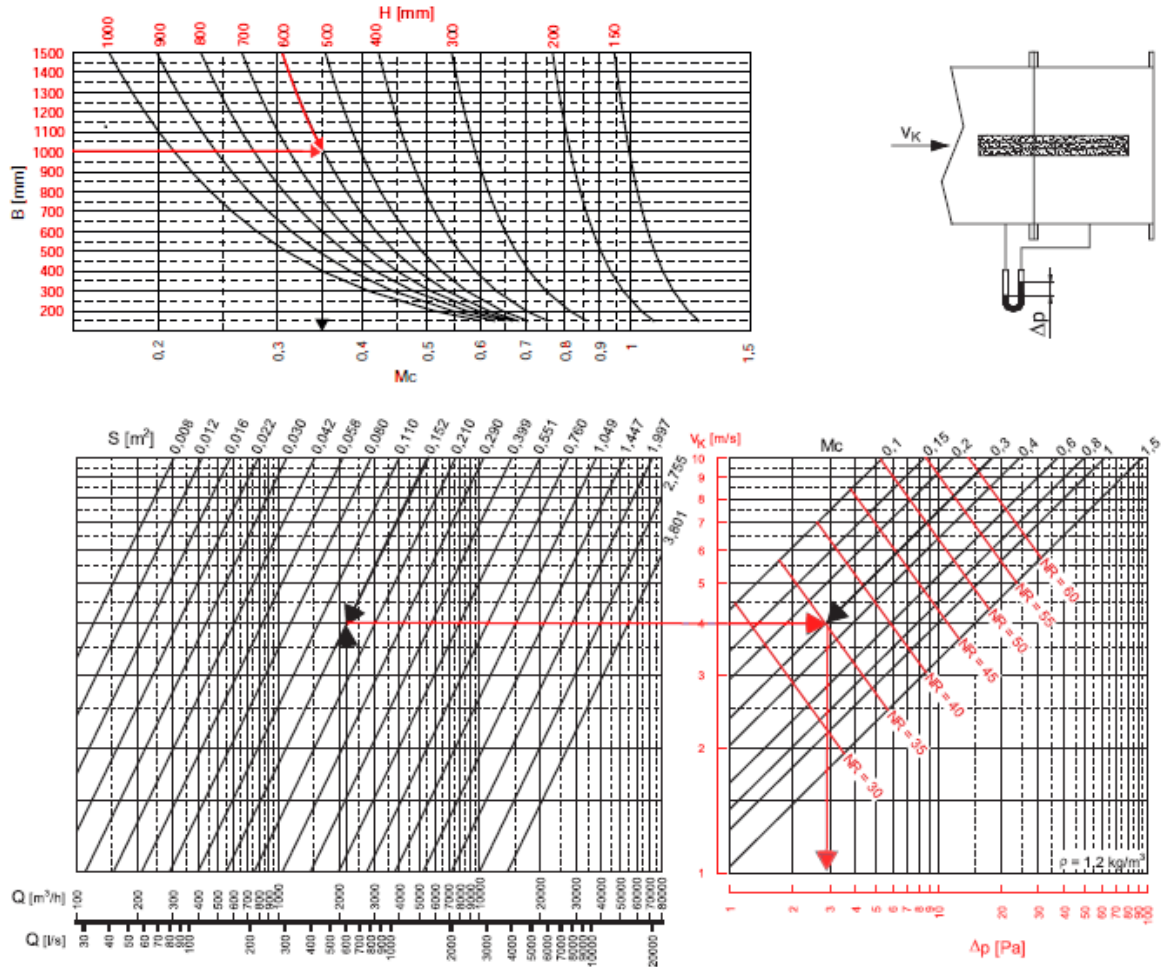 H [mm]
1000 900 800 700 600 500 400 300 200 150
B [mm]
1500
1400
1300
1200
1100
1000
900
800
700
600
500
400
300
200
0,2 0,3 0,4 0,5 0,6 0,7 0,8 0,9 1 1,5
Mc
vK
Δp
S [m²]
0,008 0,012 0,016 0,022 0,030 0,042 0,058 0,080 0,110 0,152 0,210 0,290 0,399 0,551 0,760 1,049 1,447 1,997
2,755
3,801
Q [m³/h]
100 200 300 400 500 600 700 800 900 1000 2000 3000 4000 5000 6000 7000 8000 9000 10000 20000 30000 40000 50000 60000 70000 80000
Q [l/s]
30 40 50 60 70 80 90 100 200 300 400 500 600 700 800 900 1000 2000 3000 4000 5000 6000 7000 8000 9000 10000 20000
vK [m/s]
10
9
8
7
6
5
4
3
2
1
Mc
0,1 0,15 0,2 0,3 0,4 0,6 0,8 1 1,5
NR = 60
NR = 55
NR = 50
NR = 45
NR = 40
NR = 35
NR = 30
ρ = 1,2 kg/m³
1 2 3 4 5 6 7 8 9 10 20 30 40 50 60 70 80 90 100
Δp [Pa]